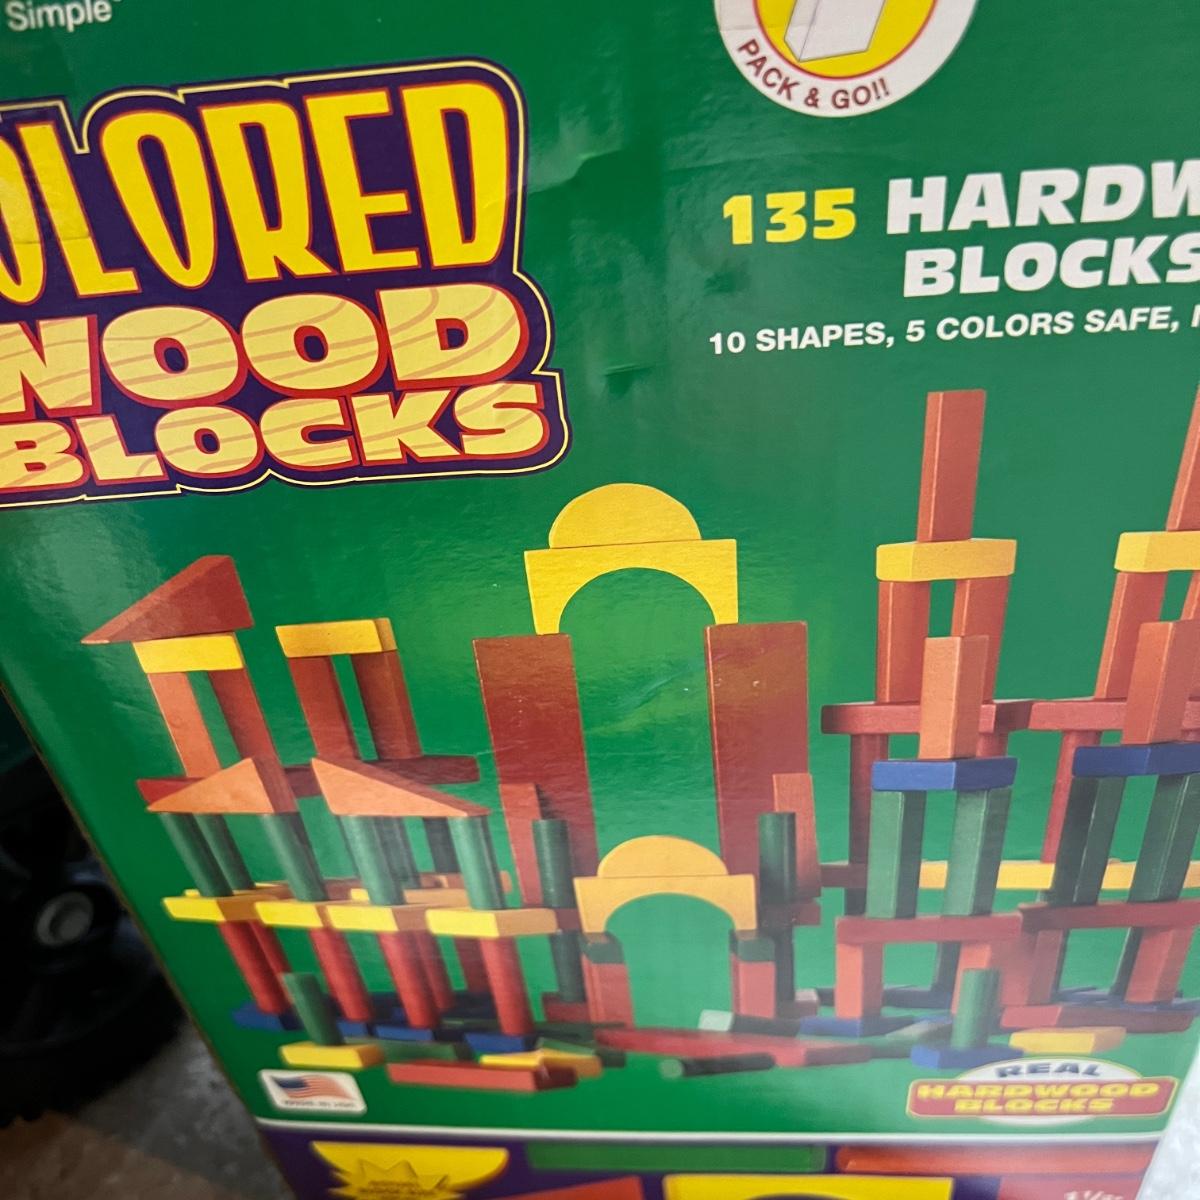 Simple
PACK & GO!!
OLORED
WOOD
BLOCKS
135 HARDW
BLOCKS
10 SHAPES, 5 COLORS SAFE,
REAL
HARDWOOD
BLOCKS